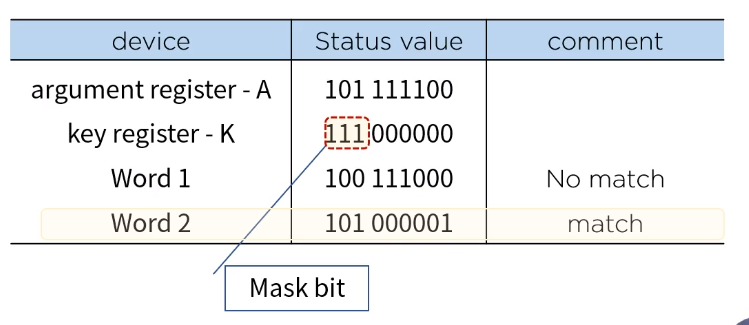 device Status value comment
argument register - A 101 111100
key register - K 111 000000
Word 1 100 111000 No match
Word 2 101 000001 match
Mask bit